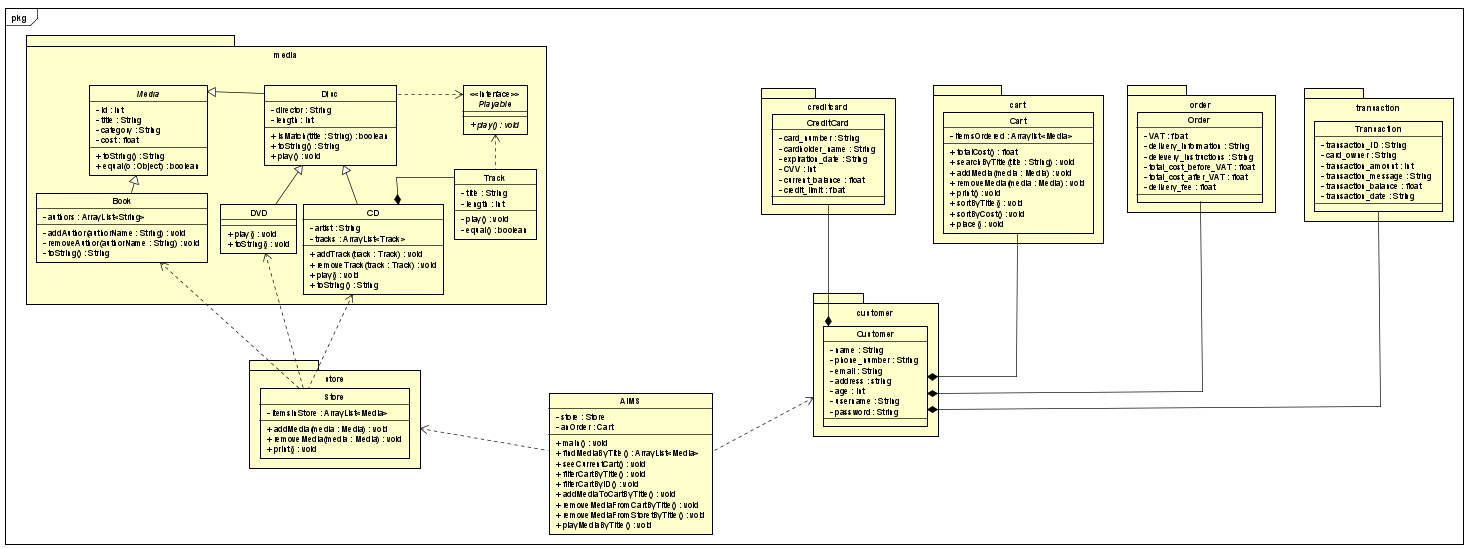 pkg
media
Media
- id : int
- title : String
- category : String
- cost : float
+ toString() : String
+ equal(o : Object) : boolean
Disc
- director : String
- length : int
+ isMatch(title : String) : boolean
+ toString() : String
+ play() : void
<<interface>>
Playable
+ play() : void
Book
- authors : ArrayList<String>
+ addAuthor(authorName : String) : void
- removeAuthor(authorName : String) : void
- toString() : String
DVD
+ play() : void
+ toString() : String
CD
- artist : String
- tracks : ArrayList<Track>
+ addTrack(track : Track) : void
+ removeTrack(track : Track) : void
+ play() : void
+ toString() : String
Track
- title : String
- length : int
+ play() : void
- equal() : boolean
store
Store
- itemsInStore : ArrayList<Media>
+ addMedia(media : Media) : void
+ removeMedia(media : Media) : void
+ print() : void
AIMS
- store : Store
- anOrder : Cart
+ main() : void
+ findMediaByTitle() : ArrayList<Media>
+ seeCurrentCart() : void
+ filterCartByTitle() : void
+ filterCartByID() : void
+ addMediaToCartByTitle() : void
+ removeMediaFromCartByTitle() : void
+ removeMediaFromStoretByTitle() : void
+ playMediaByTitle() : void
creditcard
CreditCard
- card_number : String
- cardholder_name : String
- expiration_date : String
- CVV : int
- current_balance : float
- credit_limit : float
cart
Cart
- itemsOrdered : Arraylist<Media>
+ totalCost() : float
+ searchByTitle(title : String) : void
+ addMedia(media : Media) : void
+ removeMedia(media : Media) : void
+ print() : void
+ sortByTitle() : void
+ sortByCost() : void
+ place() : void
order
Order
- VAT : float
- delivery_information : String
- delevery_instructions : String
- total_cost_before_VAT : float
- total_cost_after_VAT : float
- delivery_fee : float
transaction
Transaction
- transaction_ID : String
- card_owner : String
- transaction_amount : int
- transaction_message : String
- transaction_balance : float
- transaction_date : String
customer
Customer
- name : String
- phone_number : String
- email : String
- address : string
- age : int
- username : String
- password : String